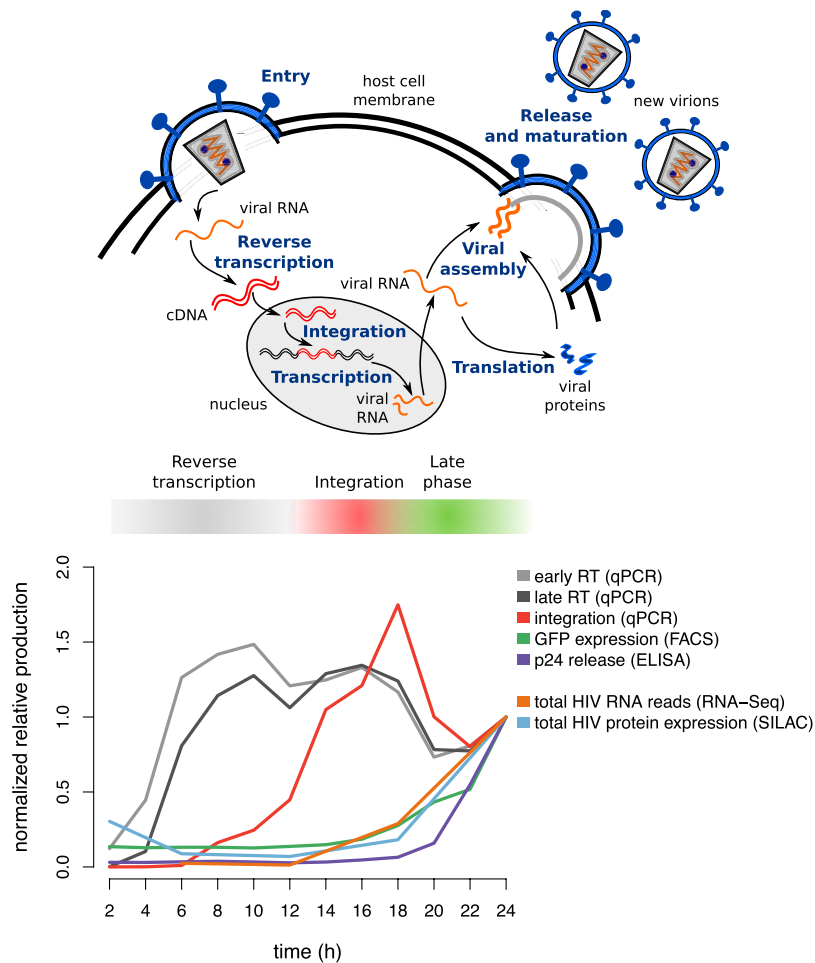 Entry
host cell
membrane
Release
and maturation
new virions
viral RNA
Reverse
transcription
cDNA
viral RNA
Viral
assembly
Integration
Transcription
viral
RNA
nucleus
Translation
viral
proteins
Reverse
transcription
Integration
Late
phase
normalized relative production
2.0
1.5
1.0
0.5
0.0
2 4 6 8 10 12 14 16 18 20 22 24
time (h)
early RT (qPCR)
late RT (qPCR)
integration (qPCR)
GFP expression (FACS)
p24 release (ELISA)
total HIV RNA reads (RNA−Seq)
total HIV protein expression (SILAC)